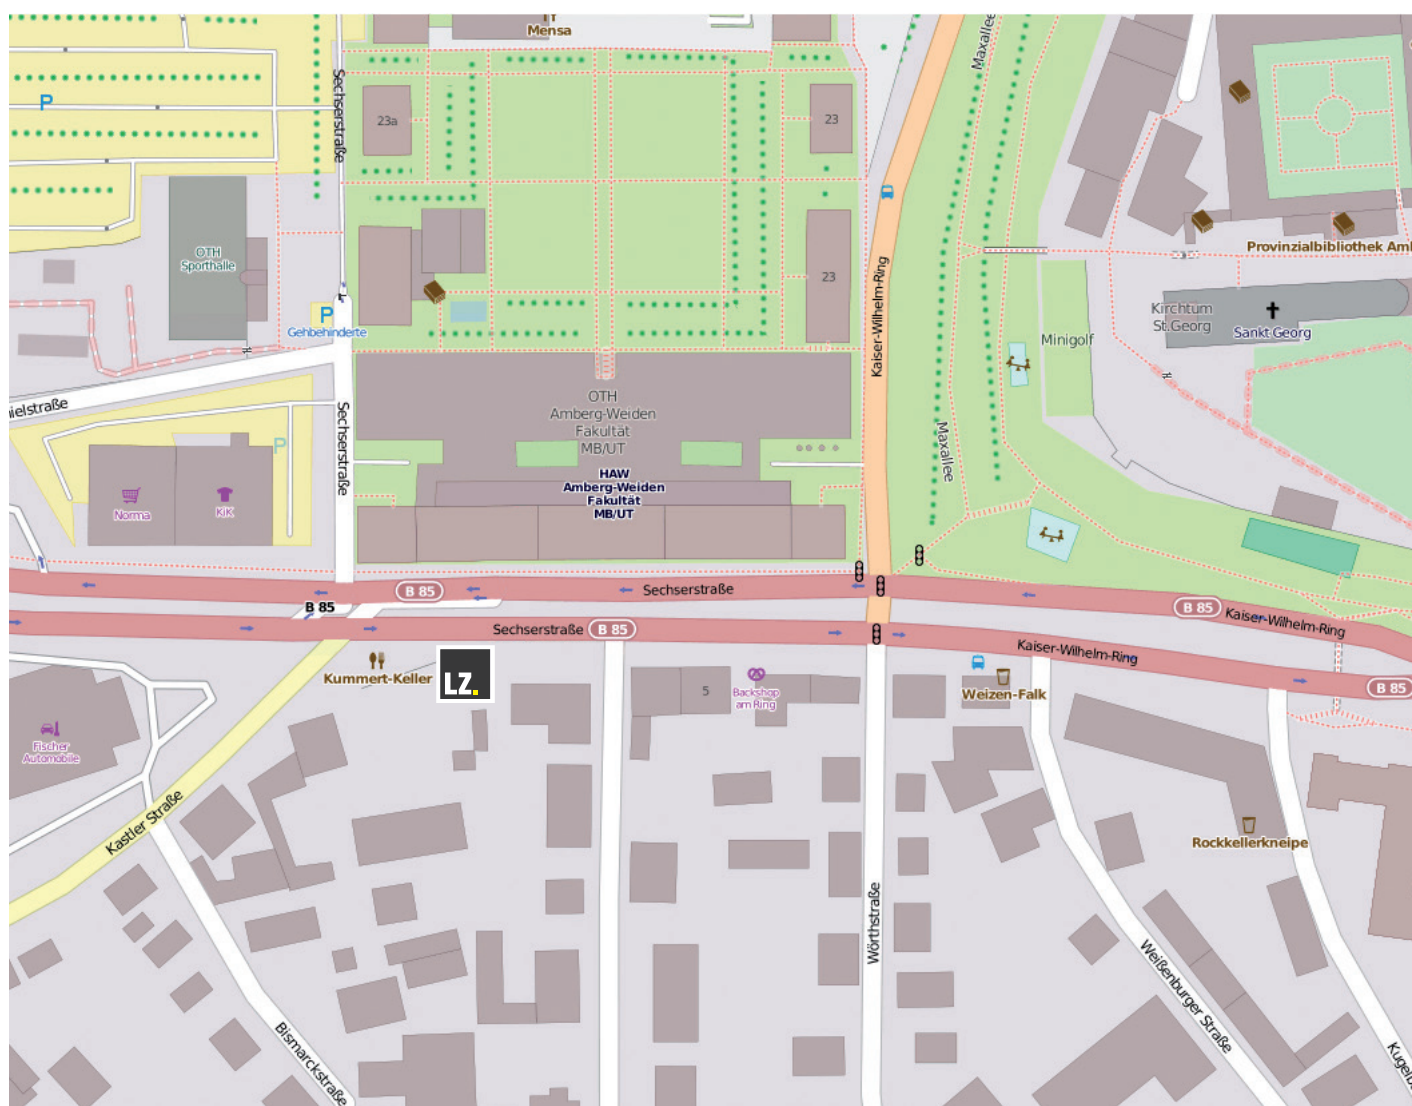 Mensa
Maxallee
Sechserstraße
P
23a
23
OTH
Sporthalle
23
Provinzialbibliothek
Kaiser-Wilhelm-Ring
P
Gehbehinderte
Kirchturm
St.Georg
Sankt Georg
Minigolf
Sechserstraße
OTH
Amberg-Weiden
Fakultät
MB/UT
P
Maxallee
HAW
Amberg-Weiden
Fakultät
MB/UT
Norma
KiK
B 85
Sechserstraße
B 85
B 85
Kaiser-Wilhelm-Ring
Sechserstraße
B 85
Kaiser-Wilhelm-Ring
Kummert-Keller
LZ.
5
Backshop
am Ring
Weizen-Falk
B 85
Fischer
Automobile
Kastler Straße
Rockkellerkneipe
Wörthstraße
Weißenburger Straße
Bismarckstraße